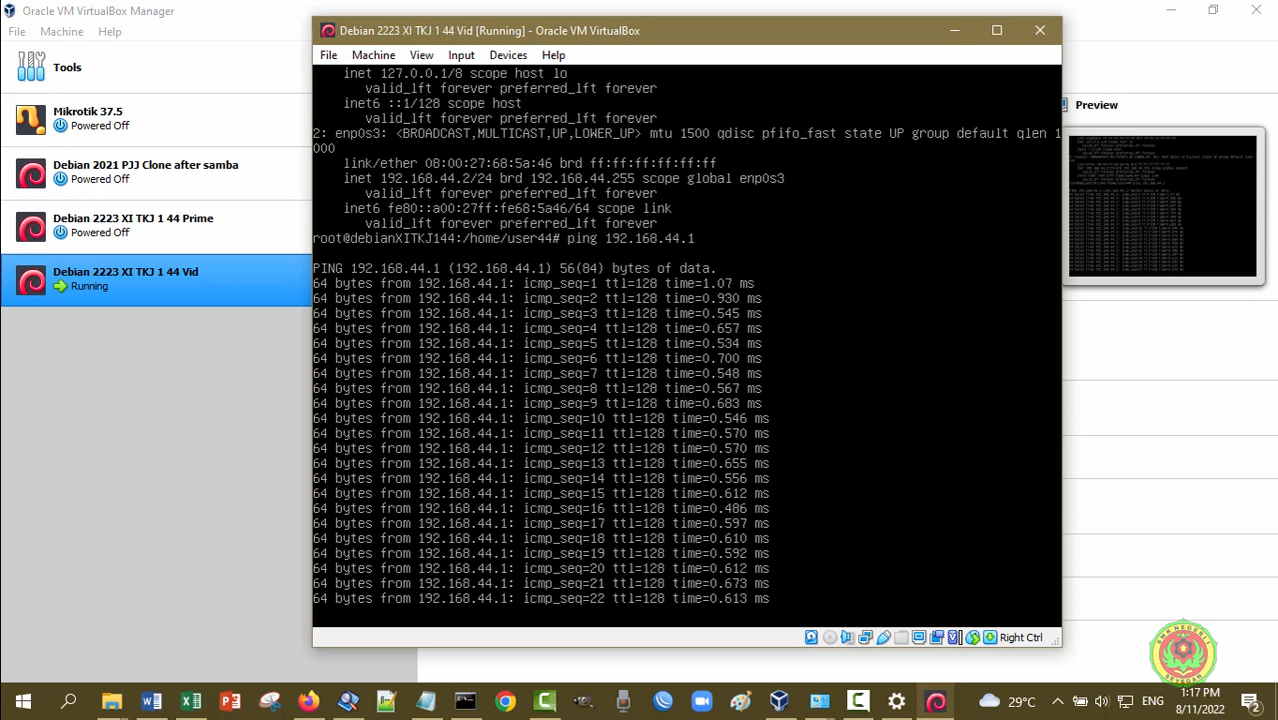 Oracle VM VirtualBox Manager
File Machine Help
Tools
Mikrotik 37.5
Powered Off
Debian 2021 PJJ Clone after samba
Powered Off
Debian 2223 XI TKJ 1 44 Prime
Powered Off
Debian 2223 XI TKJ 1 44 Vid
Running
Debian 2223 XI TKJ 1 44 Vid [Running] - Oracle VM VirtualBox
File Machine View Input Devices Help
inet 127.0.0.1/8 scope host lo
valid_lft forever preferred_lft forever
inet6 ::1/128 scope host
valid_lft forever preferred_lft forever
2: enp0s3: <BROADCAST,MULTICAST,UP,LOWER_UP> mtu 1500 qdisc pfifo_fast state UP group default qlen 1
000
link/ether brd ff:ff:ff:ff:ff:ff
inet brd 192.168.44.255 scope global enp0s3
valid_lft forever preferred_lft forever
inet6 fe80::a00:27ff:fe68:5a46/64 scope link
valid_lft forever preferred_lft forever
root@debianXITKJ144:/home/user44# ping 192.168.44.1
PING 192.168.44.1 (192.168.44.1) 56(84) bytes of data.
64 bytes from 192.168.44.1: icmp_seq=1 ttl=128 time=1.07 ms
64 bytes from 192.168.44.1: icmp_seq=2 ttl=128 time=0.930 ms
64 bytes from 192.168.44.1: icmp_seq=3 ttl=128 time=0.545 ms
64 bytes from 192.168.44.1: icmp_seq=4 ttl=128 time=0.657 ms
64 bytes from 192.168.44.1: icmp_seq=5 ttl=128 time=0.534 ms
64 bytes from 192.168.44.1: icmp_seq=6 ttl=128 time=0.700 ms
64 bytes from 192.168.44.1: icmp_seq=7 ttl=128 time=0.548 ms
64 bytes from 192.168.44.1: icmp_seq=8 ttl=128 time=0.567 ms
64 bytes from 192.168.44.1: icmp_seq=9 ttl=128 time=0.683 ms
64 bytes from 192.168.44.1: icmp_seq=10 ttl=128 time=0.546 ms
64 bytes from 192.168.44.1: icmp_seq=11 ttl=128 time=0.570 ms
64 bytes from 192.168.44.1: icmp_seq=12 ttl=128 time=0.570 ms
64 bytes from 192.168.44.1: icmp_seq=13 ttl=128 time=0.655 ms
64 bytes from 192.168.44.1: icmp_seq=14 ttl=128 time=0.556 ms
64 bytes from 192.168.44.1: icmp_seq=15 ttl=128 time=0.612 ms
64 bytes from 192.168.44.1: icmp_seq=16 ttl=128 time=0.486 ms
64 bytes from 192.168.44.1: icmp_seq=17 ttl=128 time=0.597 ms
64 bytes from 192.168.44.1: icmp_seq=18 ttl=128 time=0.610 ms
64 bytes from 192.168.44.1: icmp_seq=19 ttl=128 time=0.592 ms
64 bytes from 192.168.44.1: icmp_seq=20 ttl=128 time=0.612 ms
64 bytes from 192.168.44.1: icmp_seq=21 ttl=128 time=0.673 ms
64 bytes from 192.168.44.1: icmp_seq=22 ttl=128 time=0.613 ms
Right Ctrl
Preview
SMK NEGERI 1
SEYEGAN
29°C
ENG
1:17 PM
8/11/2022
2